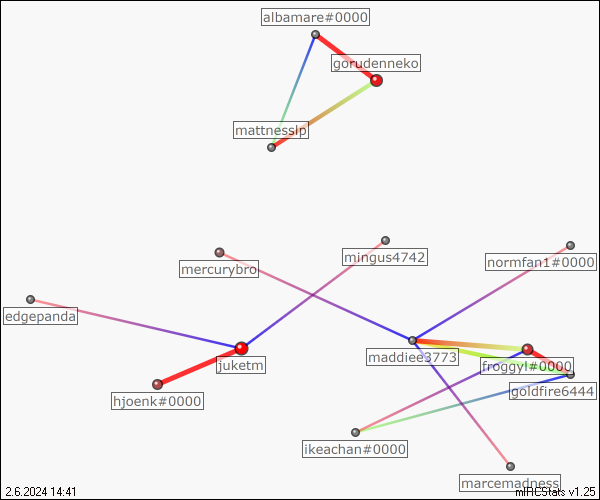 albamare#0000
gorudenneko
mattnesslp
mingus4742
mercurybro
normfan1#0000
edgepanda
maddiee3773
juketm
froggy!#0000
goldfire6444
hjoenk#0000
ikeachan#0000
marcemadness
2.6.2024 14:41
mIRCStats v1.25